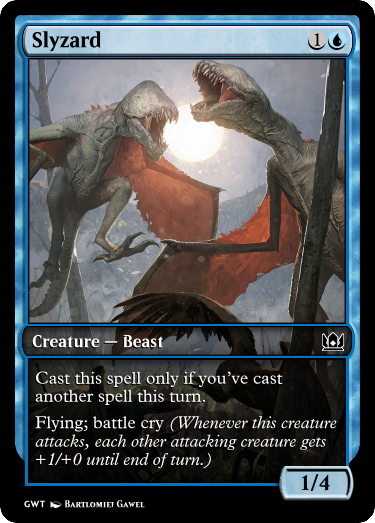 Slyzard 1
Creature — Beast
Cast this spell only if you've cast
another spell this turn.
Flying; battle cry (Whenever this creature
attacks, each other attacking creature gets
+1/+0 until end of turn.)
1/4
GWT Bartlomiej Gawel